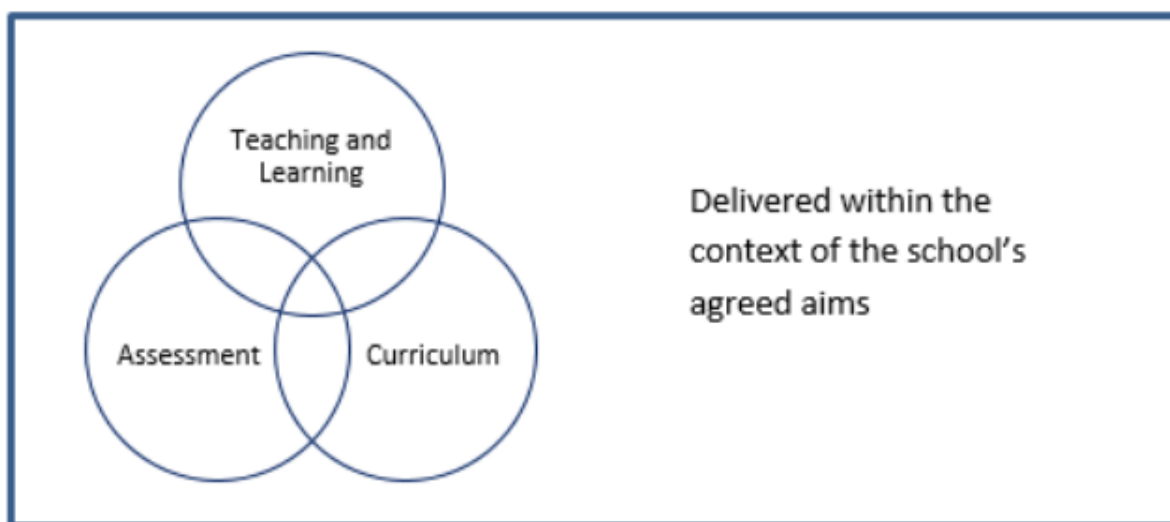 Teaching and
Learning
Assessment
Curriculum
Delivered within the
context of the school’s
agreed aims